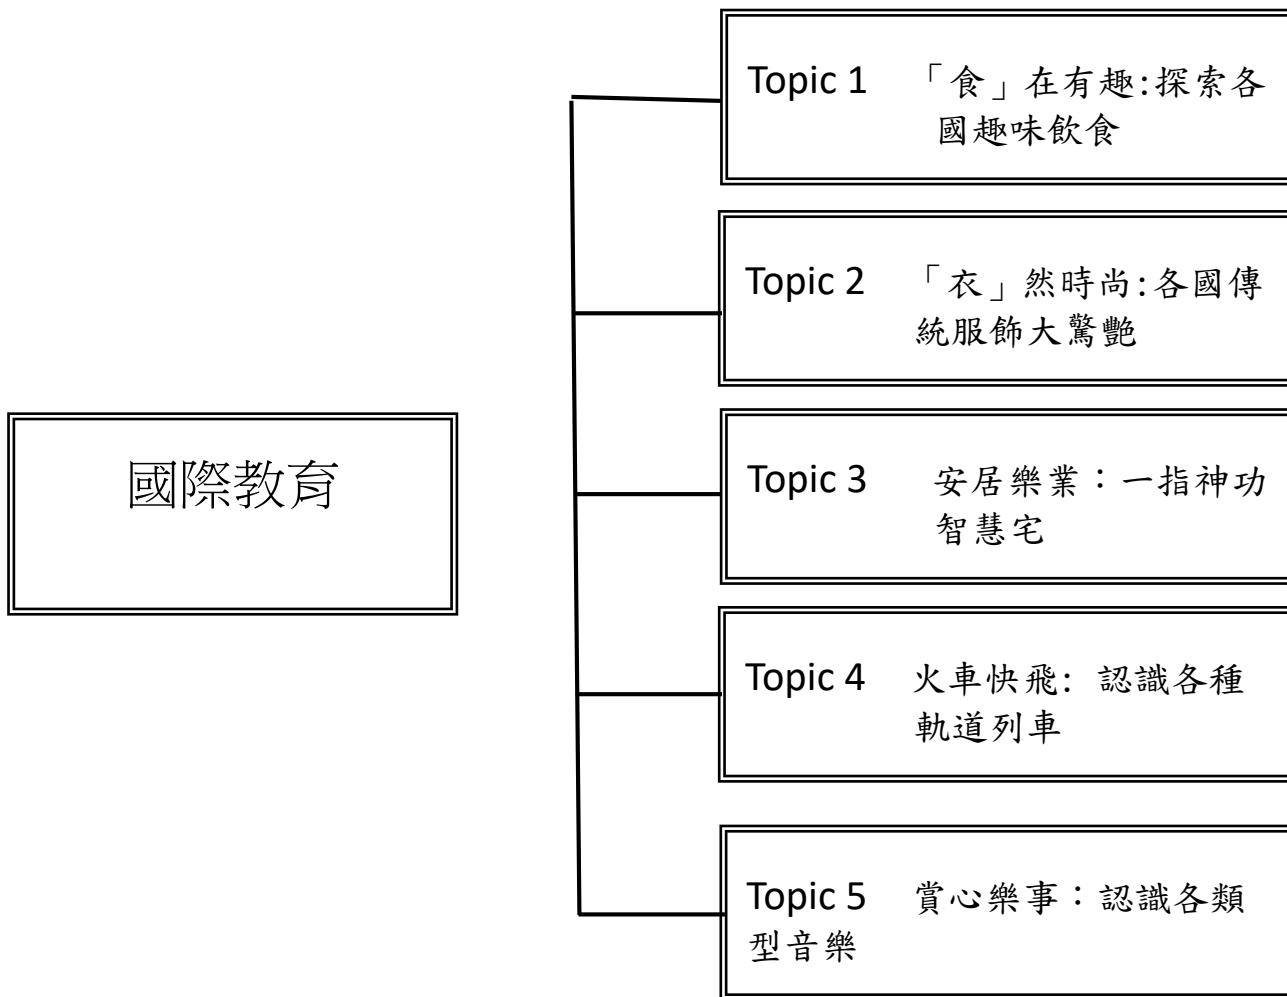 國際教育
Topic 1 「食」在有趣:探索各
國趣味飲食
Topic 2 「衣」然時尚:各國傳
統服飾大驚艷
Topic 3 安居樂業：一指神功
智慧宅
Topic 4 火車快飛: 認識各種
軌道列車
Topic 5 賞心樂事：認識各類
型音樂